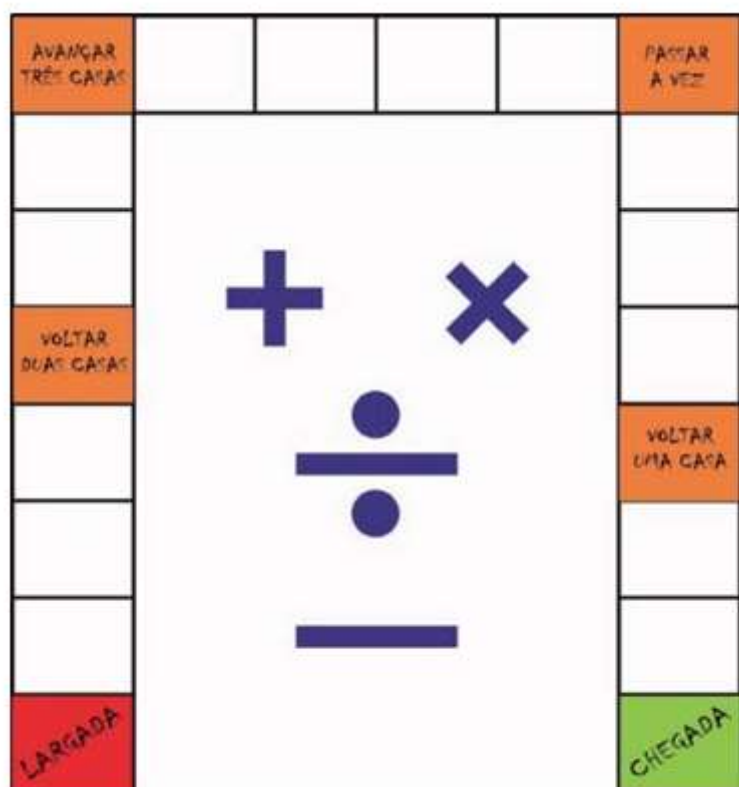 AVANÇAR
TRÊS CASAS
PASSAR
A VEZ
VOLTAR
DUAS CASAS
VOLTAR
UMA CASA
LARGADA
CHEGADA